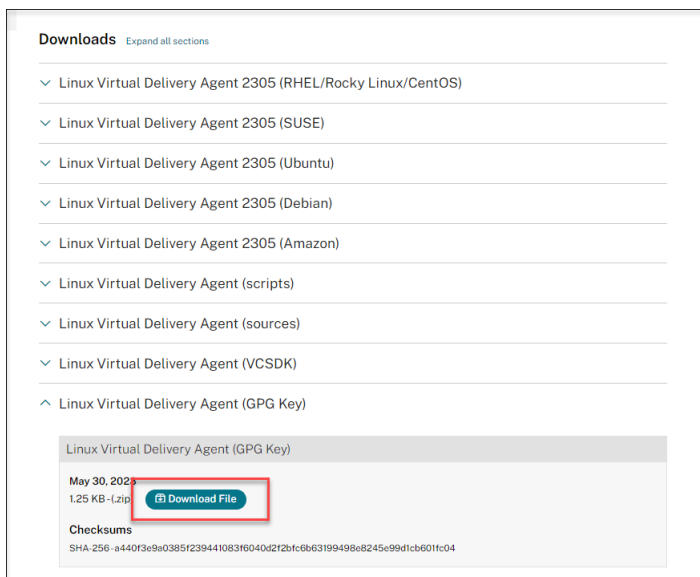 Downloads Expand all sections
Linux Virtual Delivery Agent 2305 (RHEL/Rocky Linux/CentOS)
Linux Virtual Delivery Agent 2305 (SUSE)
Linux Virtual Delivery Agent 2305 (Ubuntu)
Linux Virtual Delivery Agent 2305 (Debian)
Linux Virtual Delivery Agent 2305 (Amazon)
Linux Virtual Delivery Agent (scripts)
Linux Virtual Delivery Agent (sources)
Linux Virtual Delivery Agent (VCSDK)
Linux Virtual Delivery Agent (GPG Key)
Linux Virtual Delivery Agent (GPG Key)
May 30, 2023
1.25 KB - (.zip) Download File
Checksums
SHA-256 - a440f3e9a0385f239441083f6040d2f2bfc6b63199498e8245e99d1cb601fc04